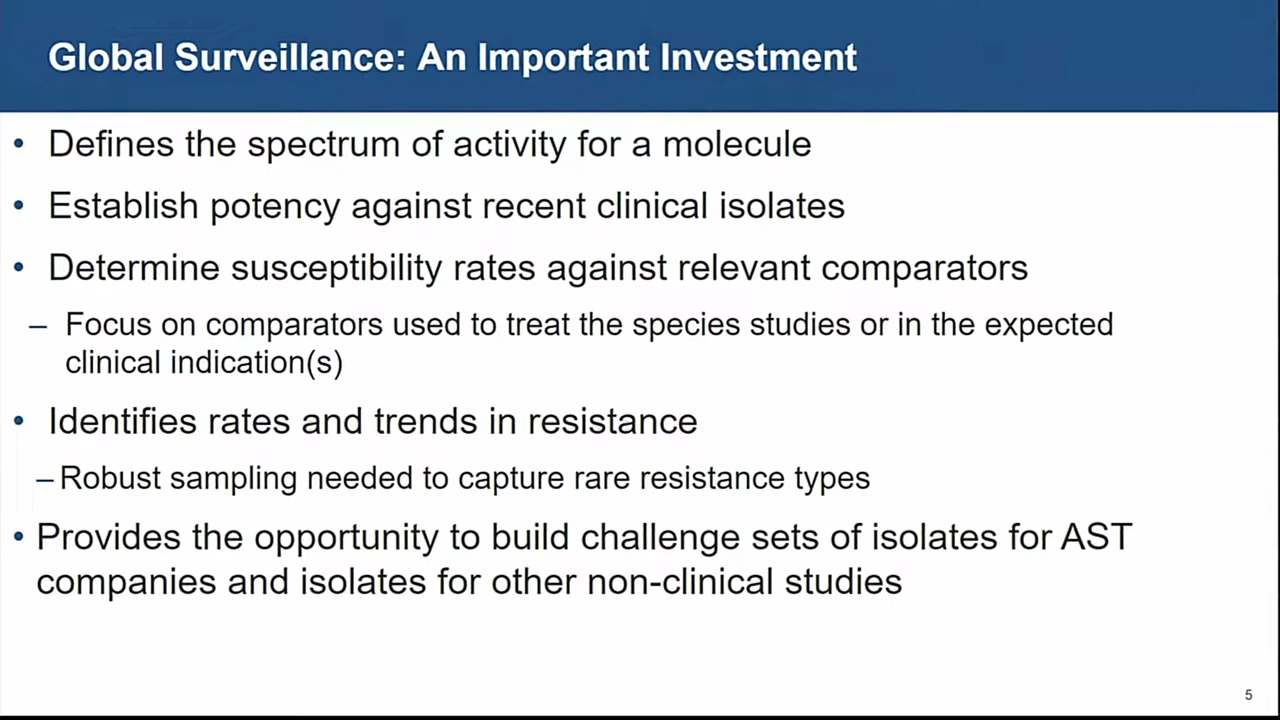 Global Surveillance: An Important Investment
• Defines the spectrum of activity for a molecule
• Establish potency against recent clinical isolates
• Determine susceptibility rates against relevant comparators
– Focus on comparators used to treat the species studies or in the expected
clinical indication(s)
• Identifies rates and trends in resistance
– Robust sampling needed to capture rare resistance types
• Provides the opportunity to build challenge sets of isolates for AST
companies and isolates for other non-clinical studies
5